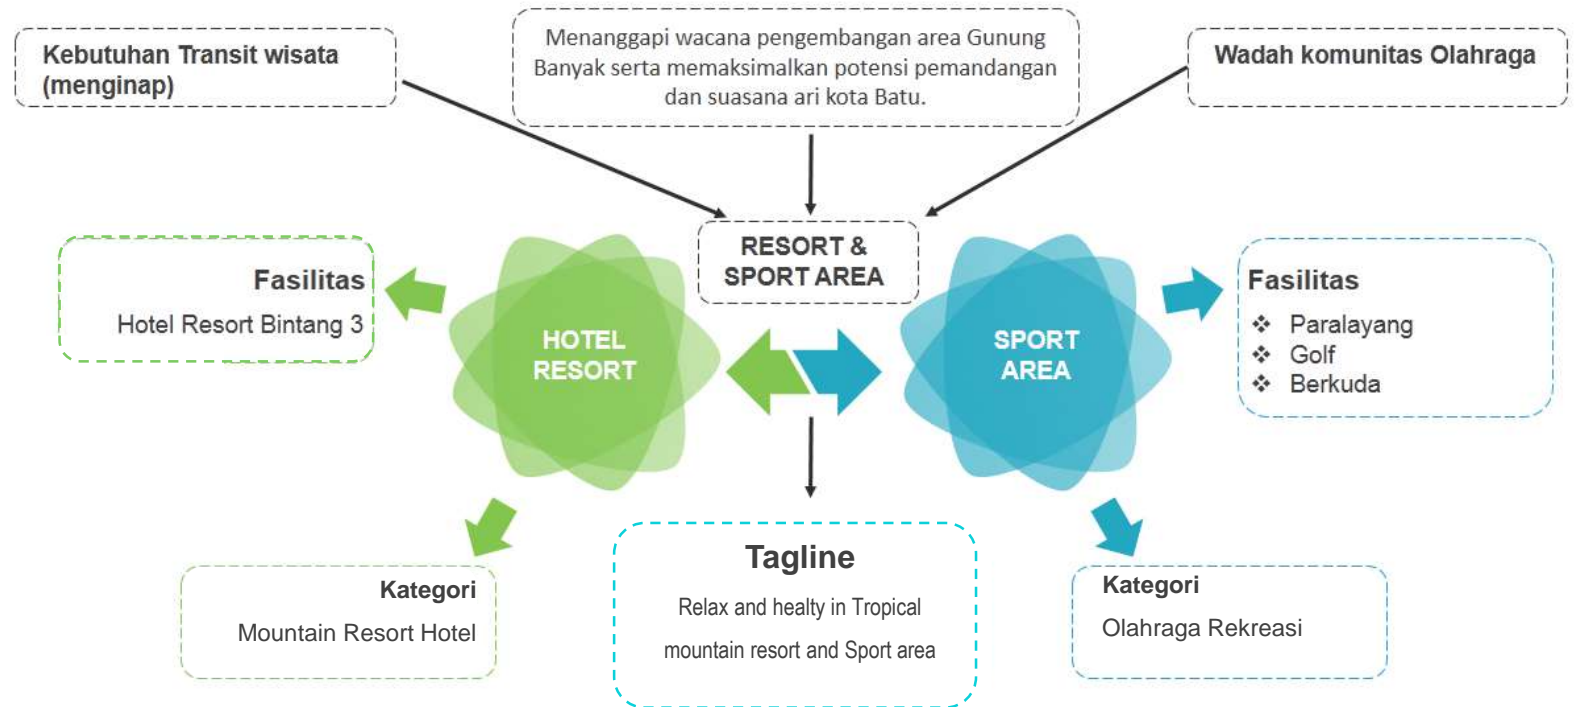 Kebutuhan Transit wisata
(menginap)
Menanggapi wacana pengembangan area Gunung
Banyak serta memaksimalkan potensi pemandangan
dan suasana ari kota Batu.
Wadah komunitas Olahraga
RESORT &
SPORT AREA
Fasilitas
Hotel Resort Bintang 3
HOTEL
RESORT
SPORT
AREA
Fasilitas
❖ Paralayang
❖ Golf
❖ Berkuda
Kategori
Mountain Resort Hotel
Tagline
Relax and healty in Tropical
mountain resort and Sport area
Kategori
Olahraga Rekreasi